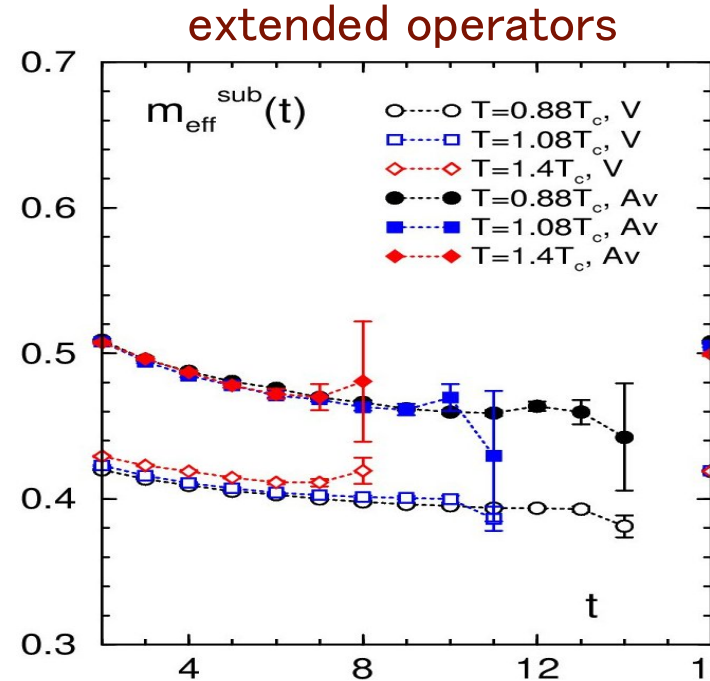 extended operators
0.7
m_eff^sub(t)
T=0.88T_c, V
T=1.08T_c, V
T=1.4T_c, V
0.6
T=0.88T_c, Av
T=1.08T_c, Av
T=1.4T_c, Av
0.5
0.4
t
0.3
4 8 12 1